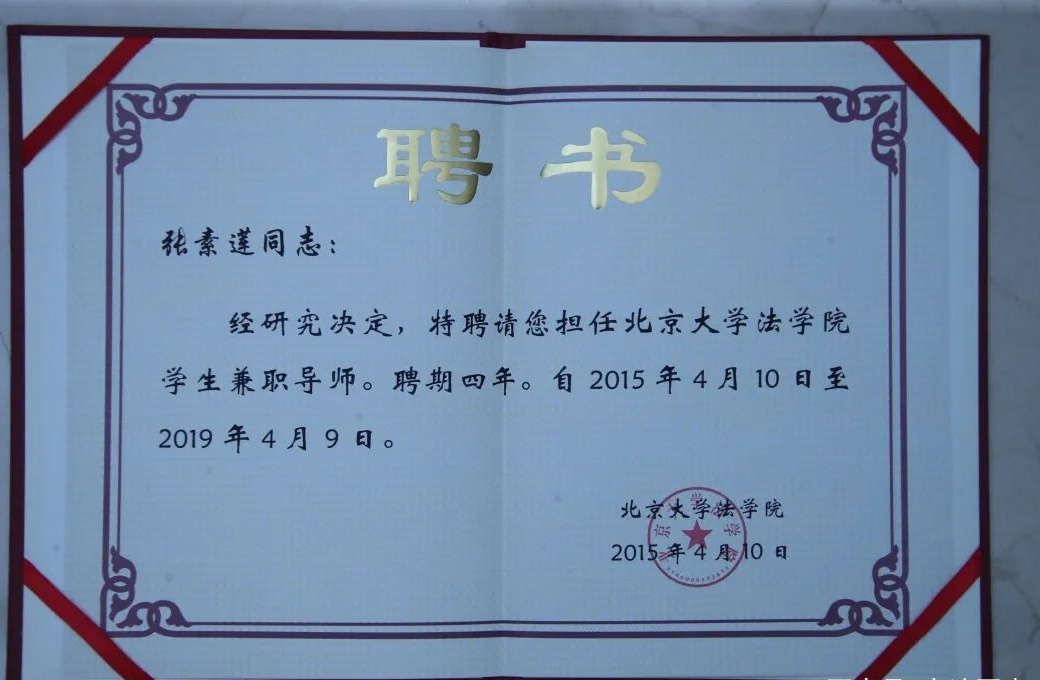 聘书
张素莲同志：
经研究决定，特聘请您担任北京大学法学院
学生兼职导师。聘期四年。自 2015 年 4 月 10 日至
2019 年 4 月 9 日。
北京大学法学院
2015 年 4 月 10 日